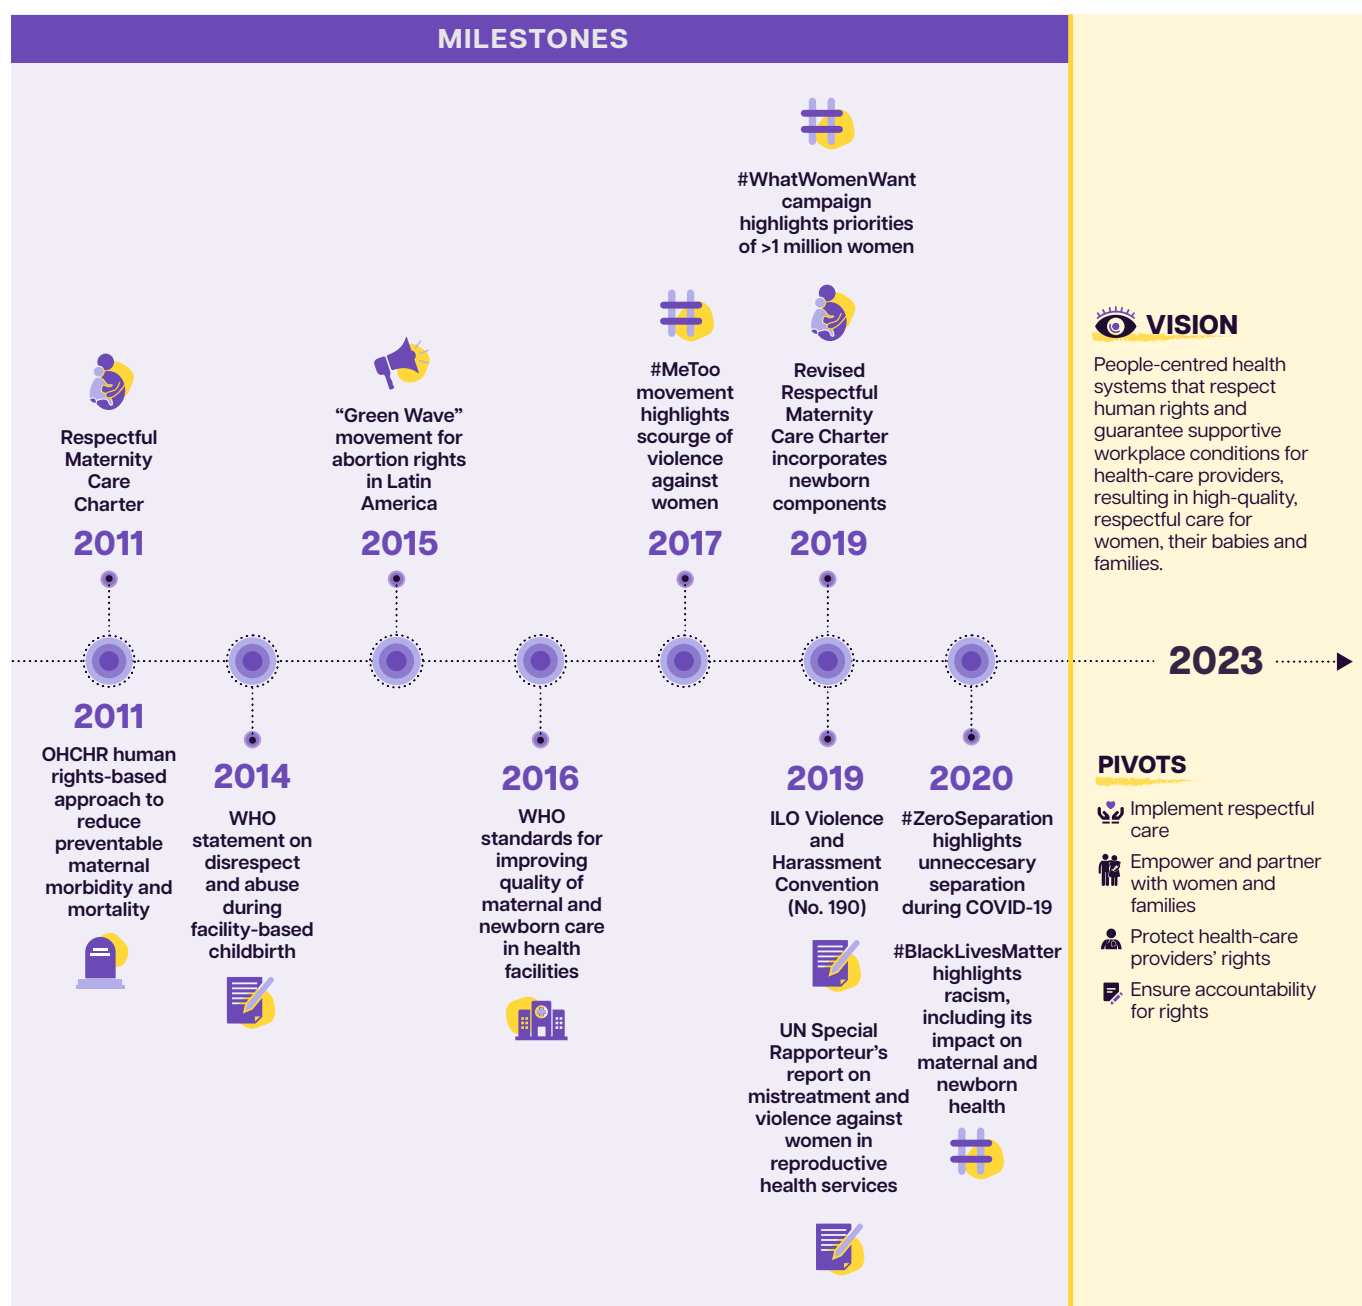 MILESTONES
#WhatWomenWant
campaign
highlights priorities
of >1 million women
Respectful
Maternity
Care
Charter
2011
“Green Wave”
movement for
abortion rights
in Latin
America
2015
#MeToo
movement
highlights
scourge of
violence
against
women
2017
Revised
Respectful
Maternity
Care Charter
incorporates
newborn
components
2019
2011
OHCHR human
rights-based
approach to
reduce
preventable
maternal
morbidity and
mortality
2014
WHO
statement on
disrespect
and abuse
during
facility-based
childbirth
2016
WHO
standards for
improving
quality of
maternal and
newborn care
in health
facilities
2019
ILO Violence
and
Harassment
Convention
(No. 190)
UN Special
Rapporteur’s
report on
mistreatment and
violence against
women in
reproductive
health services
2020
#ZeroSeparation
highlights
unneccesary
separation
during COVID-19
#BlackLivesMatter
highlights
racism,
including its
impact on
maternal and
newborn
health
VISION
People-centred health
systems that respect
human rights and
guarantee supportive
workplace conditions for
health-care providers,
resulting in high-quality,
respectful care for
women, their babies and
families.
2023
PIVOTS
Implement respectful
care
Empower and partner
with women and
families
Protect health-care
providers’ rights
Ensure accountability
for rights